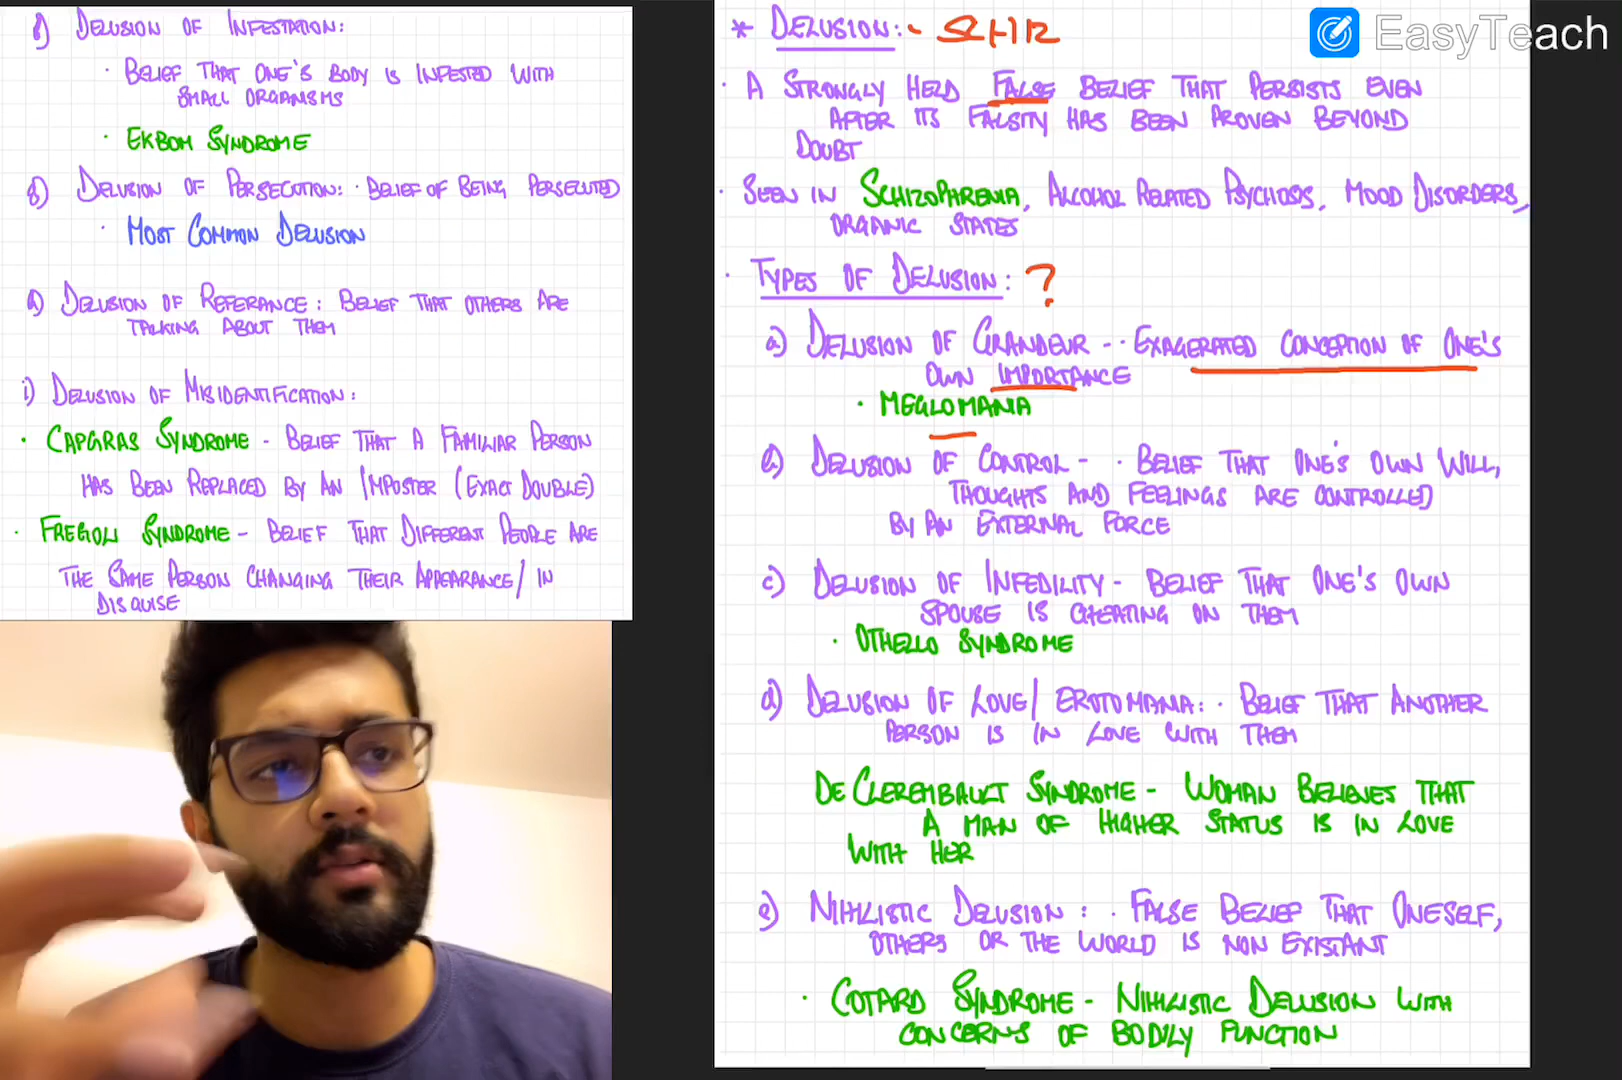 f) DELUSION OF INFESTATION:
· BELIEF THAT ONE'S BODY IS INFESTED WITH
SMALL ORGANISMS
· EKBOM SYNDROME
g) DELUSION OF PERSECUTION: · BELIEF OF BEING PERSECUTED
· MOST COMMON DELUSION
h) DELUSION OF REFERANCE: BELIEF THAT OTHERS ARE
TALKING ABOUT THEM
i) DELUSION OF MISIDENTIFICATION:
· CAPGRAS SYNDROME - BELIEF THAT A FAMILIAR PERSON
HAS BEEN REPLACED BY AN IMPOSTER (EXACT DOUBLE)
· FREGOLI SYNDROME - BELIEF THAT DIFFERENT PEOPLE ARE
THE SAME PERSON CHANGING THEIR APPEARANCE/ IN
DISGUISE
* DELUSION: - SCHIZ
EasyTeach
· A STRONGLY HELD FALSE BELIEF THAT PERSISTS EVEN
AFTER ITS FALSITY HAS BEEN PROVEN BEYOND
DOUBT
· SEEN IN SCHIZOPHRENIA, ALCOHOL RELATED PSYCHOSIS, MOOD DISORDERS,
ORGANIC STATES
· TYPES OF DELUSION: ?
a) DELUSION OF GRANDEUR - · EXAGERATED CONCEPTION OF ONE'S
OWN IMPORTANCE
· MEGLOMANIA
b) DELUSION OF CONTROL - · BELIEF THAT ONE'S OWN WILL,
THOUGHTS AND FEELINGS ARE CONTROLLED
BY AN EXTERNAL FORCE
c) DELUSION OF INFEDILITY - BELIEF THAT ONE'S OWN
SPOUSE IS CHEATING ON THEM
· OTHELLO SYNDROME
d) DELUSION OF LOVE/ EROTOMANIA: · BELIEF THAT ANOTHER
PERSON IS IN LOVE WITH THEM
DE CLEREMBAULT SYNDROME - WOMAN BELIEVES THAT
A MAN OF HIGHER STATUS IS IN LOVE
WITH HER
e) NIHILISTIC DELUSION: · FALSE BELIEF THAT ONESELF,
OTHERS OR THE WORLD IS NON EXISTANT
· COTARD SYNDROME - NIHILISTIC DELUSION WITH
CONCERNS OF BODILY FUNCTION